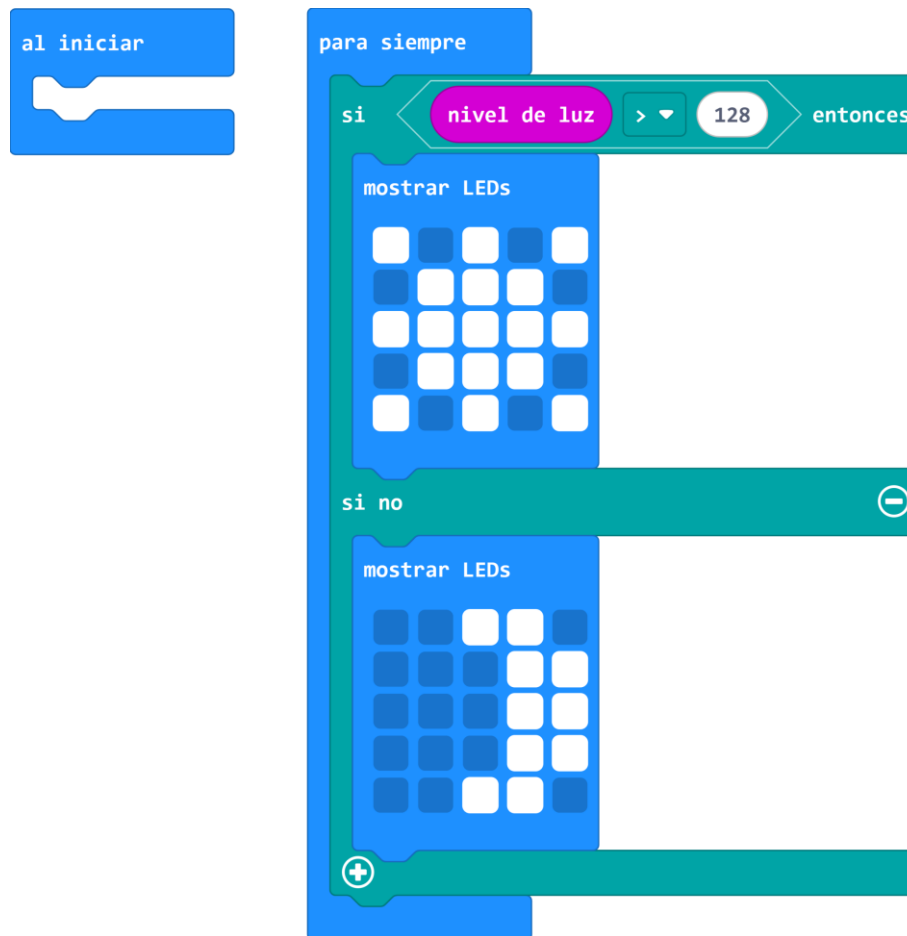 al iniciar
para siempre
si nivel de luz > 128 entonces
mostrar LEDs
si no
mostrar LEDs